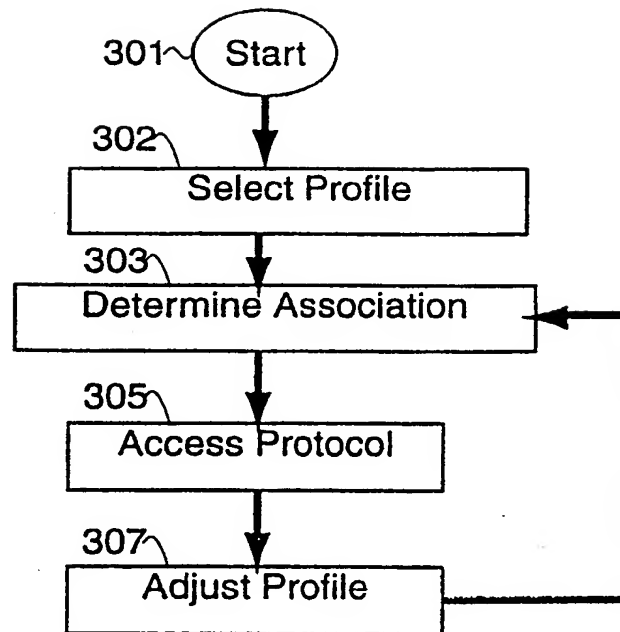 301 Start
302
Select Profile
303
Determine Association
305
Access Protocol
307
Adjust Profile